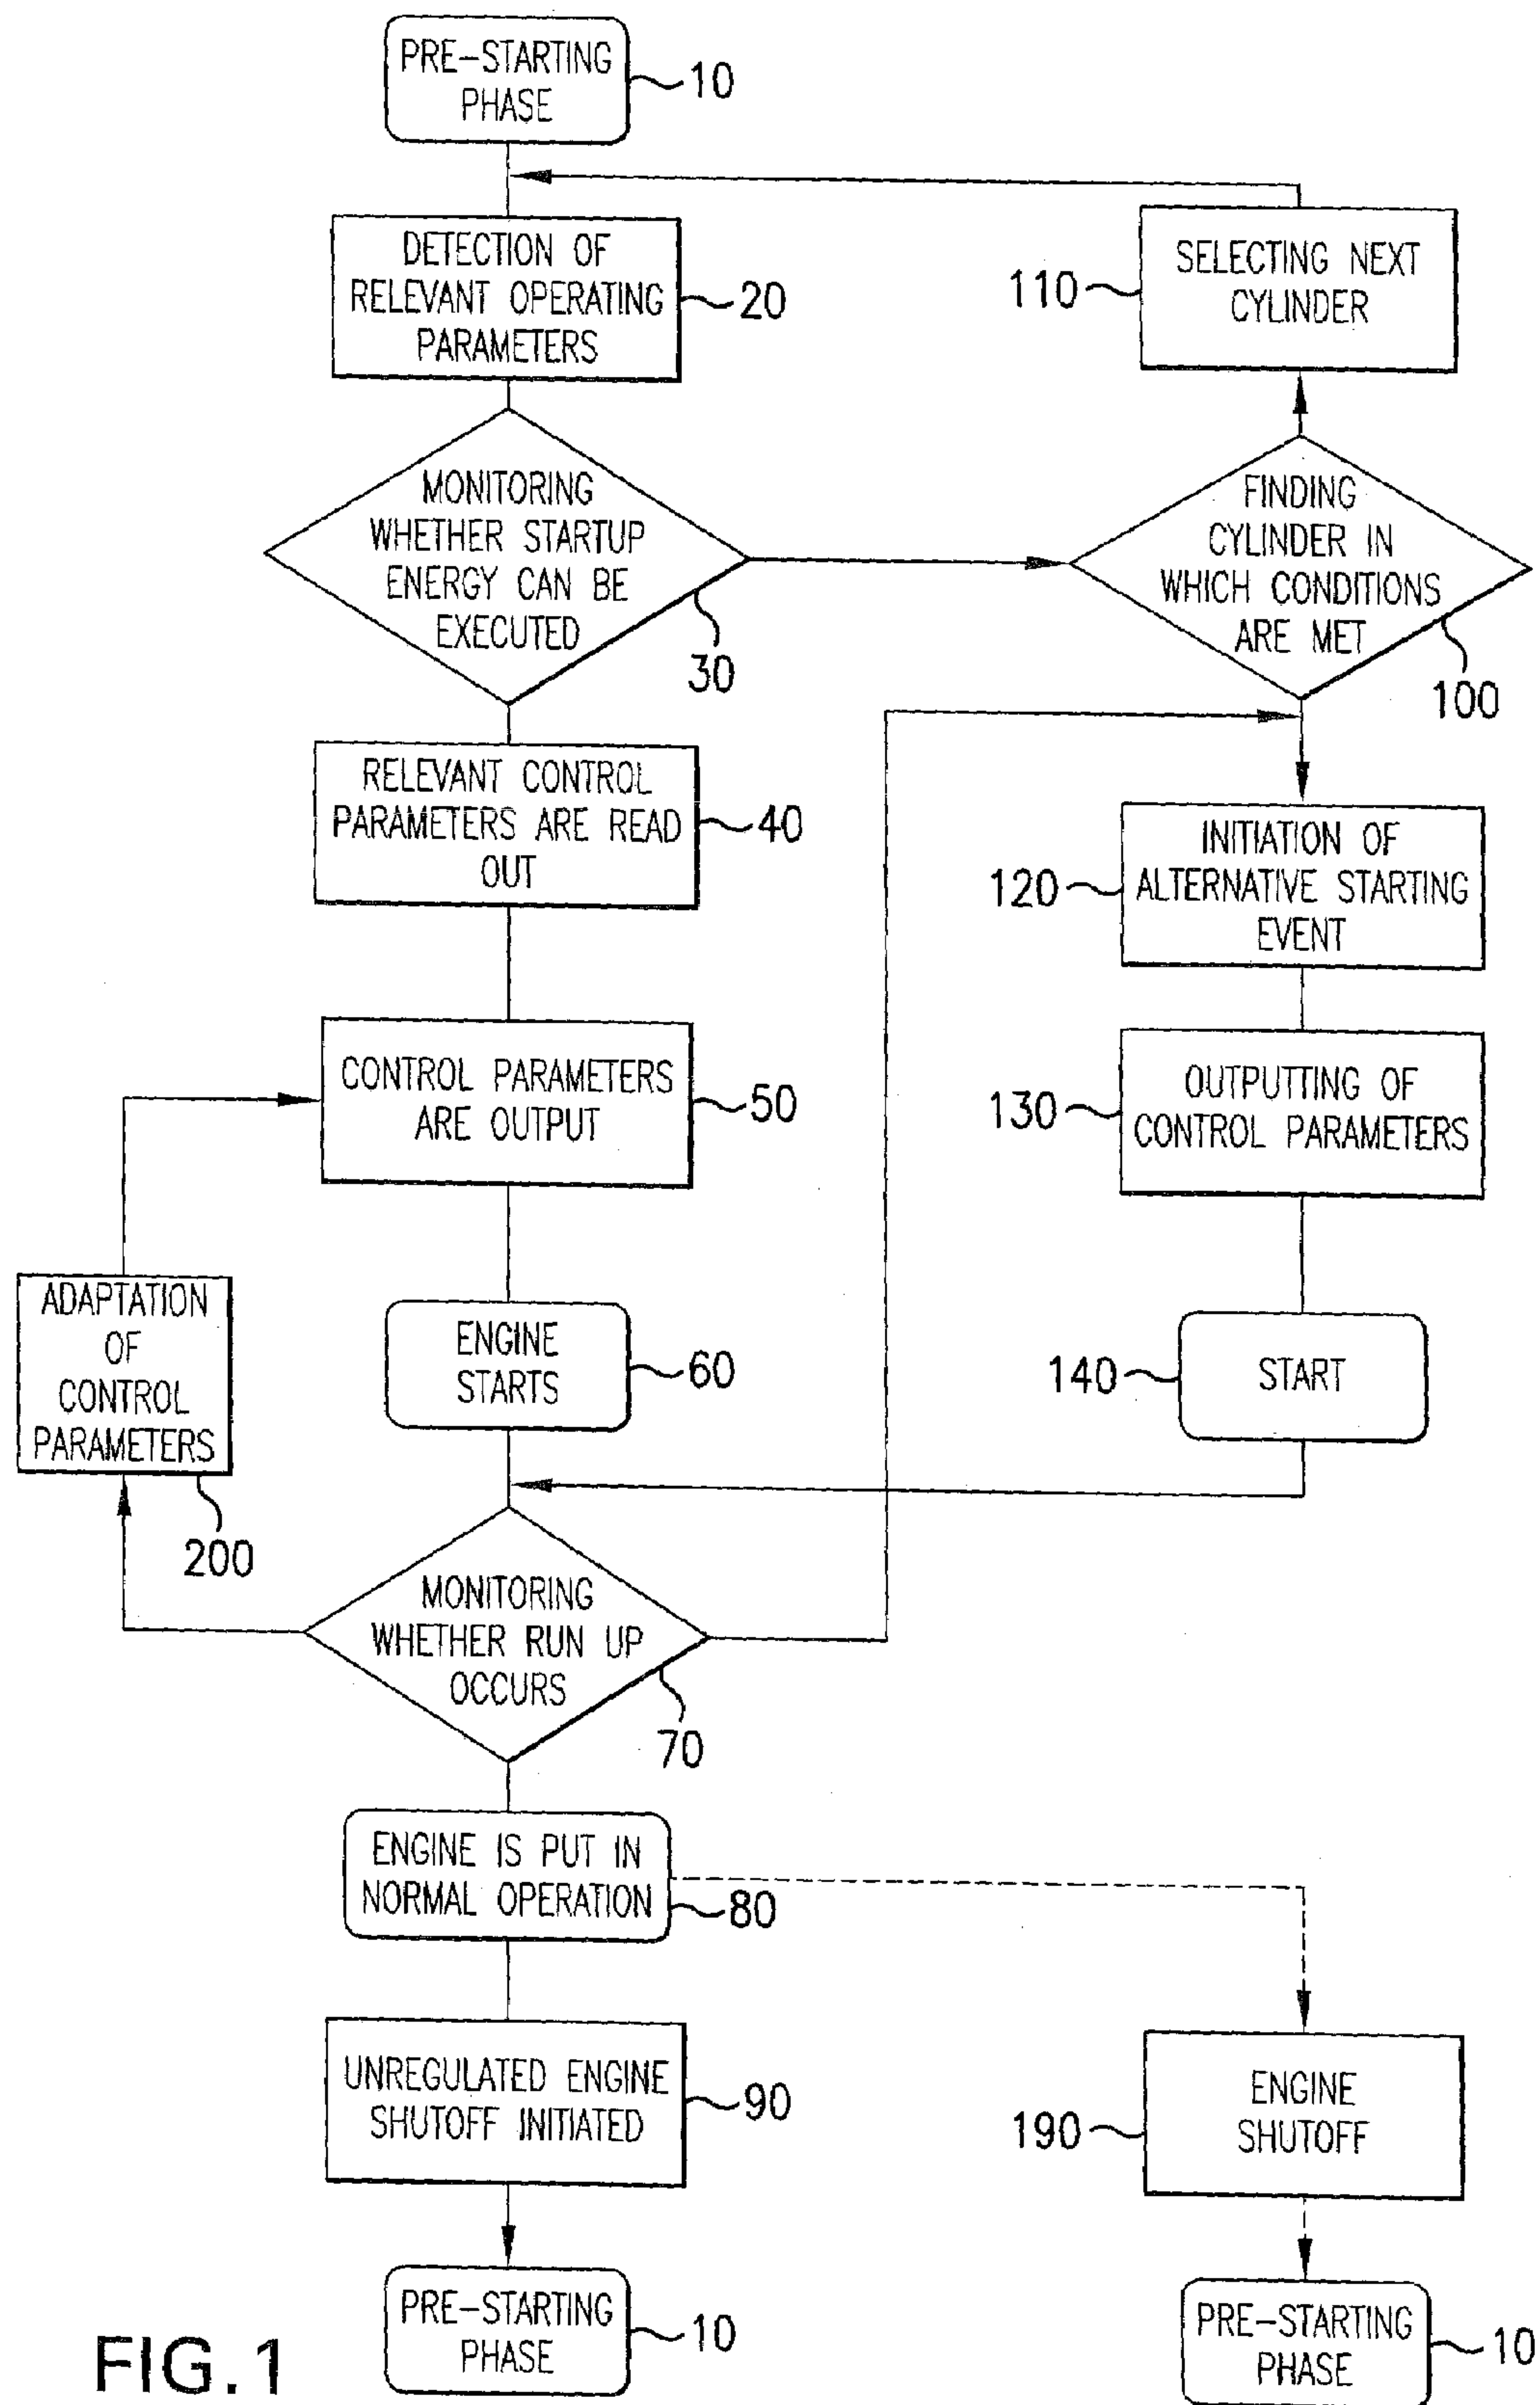 PRE-STARTING
PHASE
10
DETECTION OF
RELEVANT OPERATING
PARAMETERS
20
110
SELECTING NEXT
CYLINDER
MONITORING
WHETHER STARTUP
ENERGY CAN BE
EXECUTED
30
FINDING
CYLINDER IN
WHICH CONDITIONS
ARE MET
100
RELEVANT CONTROL
PARAMETERS ARE READ
OUT
40
120
INITIATION OF
ALTERNATIVE STARTING
EVENT
CONTROL PARAMETERS
ARE OUTPUT
50
130
OUTPUTTING OF
CONTROL PARAMETERS
ADAPTATION
OF
CONTROL
PARAMETERS
200
ENGINE
STARTS
60
140
START
MONITORING
WHETHER RUN UP
OCCURS
70
ENGINE IS PUT IN
NORMAL OPERATION
80
UNREGULATED ENGINE
SHUTOFF INITIATED
90
190
ENGINE
SHUTOFF
PRE-STARTING
PHASE
10
PRE-STARTING
PHASE
10
FIG. 1